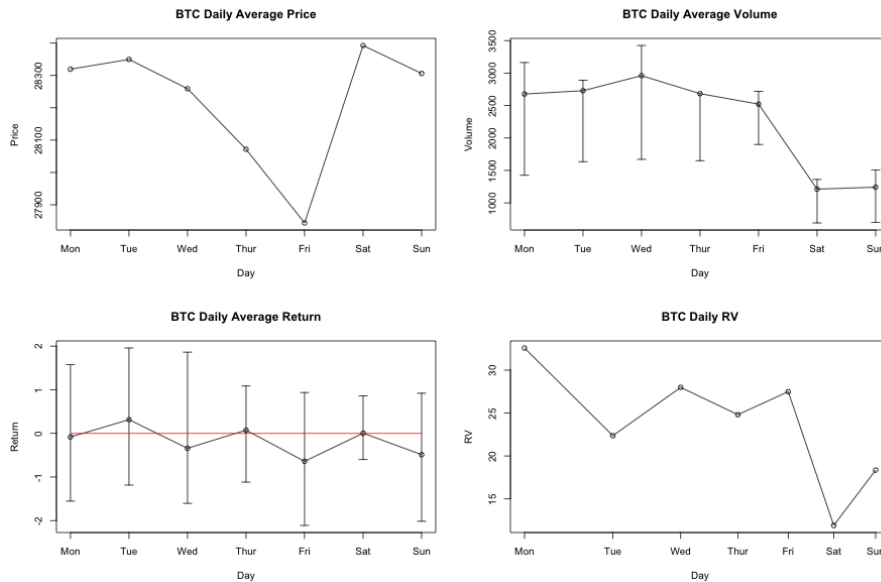 BTC Daily Average Price
28300
28100
27900
Price
Mon Tue Wed Thur Fri Sat Sun
Day
BTC Daily Average Volume
3500
3000
2500
2000
1500
1000
Volume
Mon Tue Wed Thur Fri Sat Sun
Day
BTC Daily Average Return
2
1
0
-1
-2
Return
Mon Tue Wed Thur Fri Sat Sun
Day
BTC Daily RV
30
25
20
15
RV
Mon Tue Wed Thur Fri Sat Sun
Day